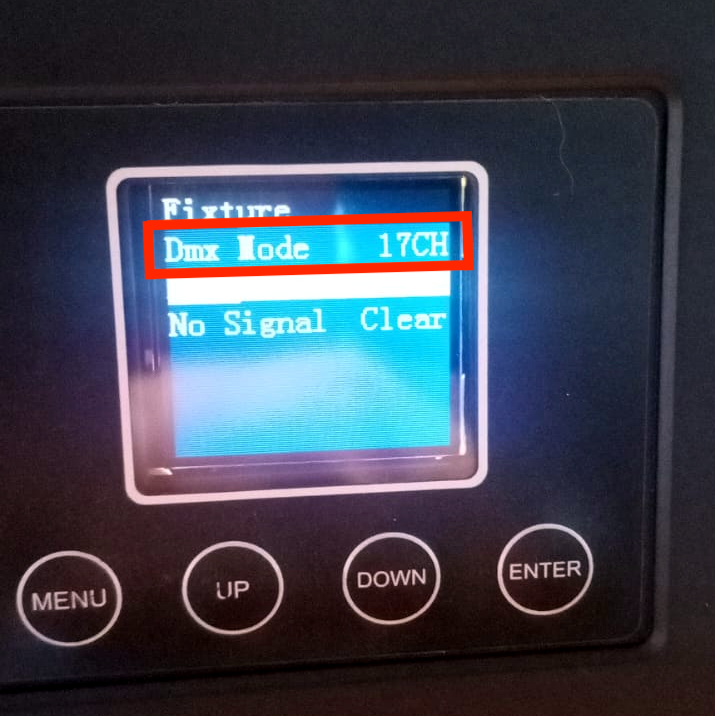 Fixture
Dmx Mode 17CH
No Signal Clear
MENU UP DOWN ENTER